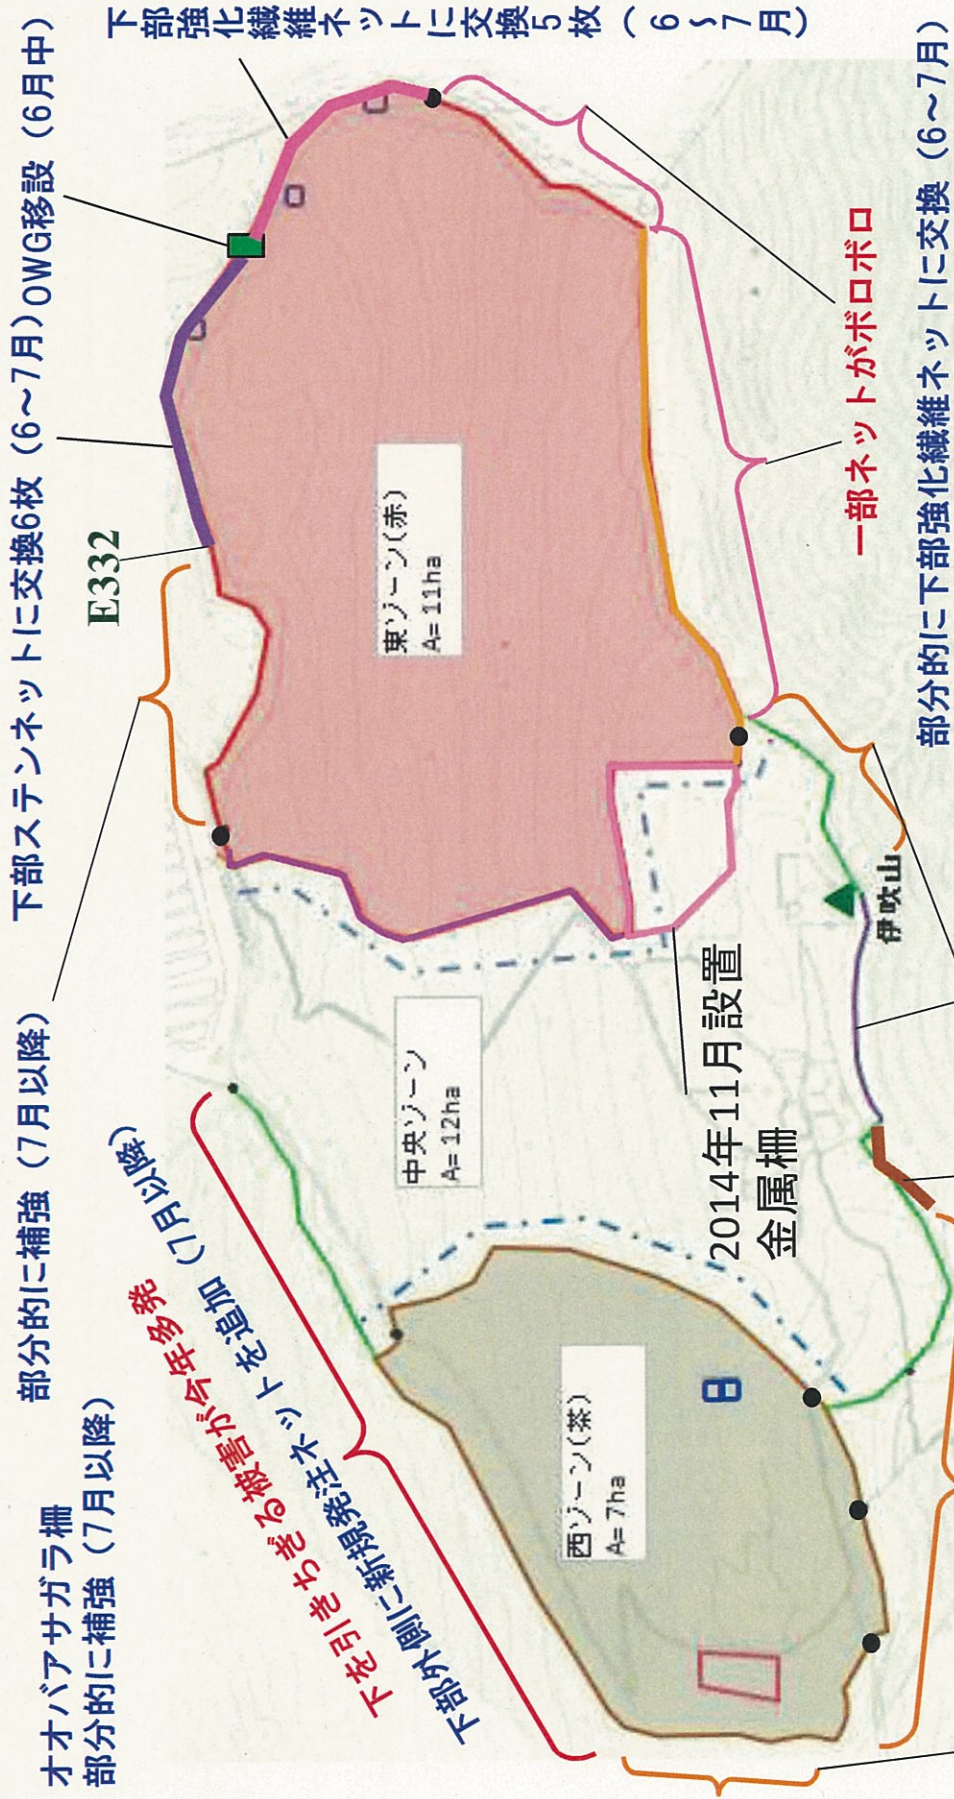 オオバアサガラ柵
部分的に補強（7月以降）
部分的に補強（7月以降）
下部ステンネットに交換6枚（6～7月）
OWG移設（6月中）
下部強化繊維ネットに交換5枚（6～7月）
E332
下を引きちぎる被害が今年多発
下部外側に新規発注ネットを追加（7月以降）
東ゾーン（赤）
A=11ha
中央ゾーン
A=12ha
西ゾーン（茶）
A=7ha
2014年11月設置
金属柵
伊吹山
一部ネットがボロボロ
部分的に下部強化繊維ネットに交換（6～7月）